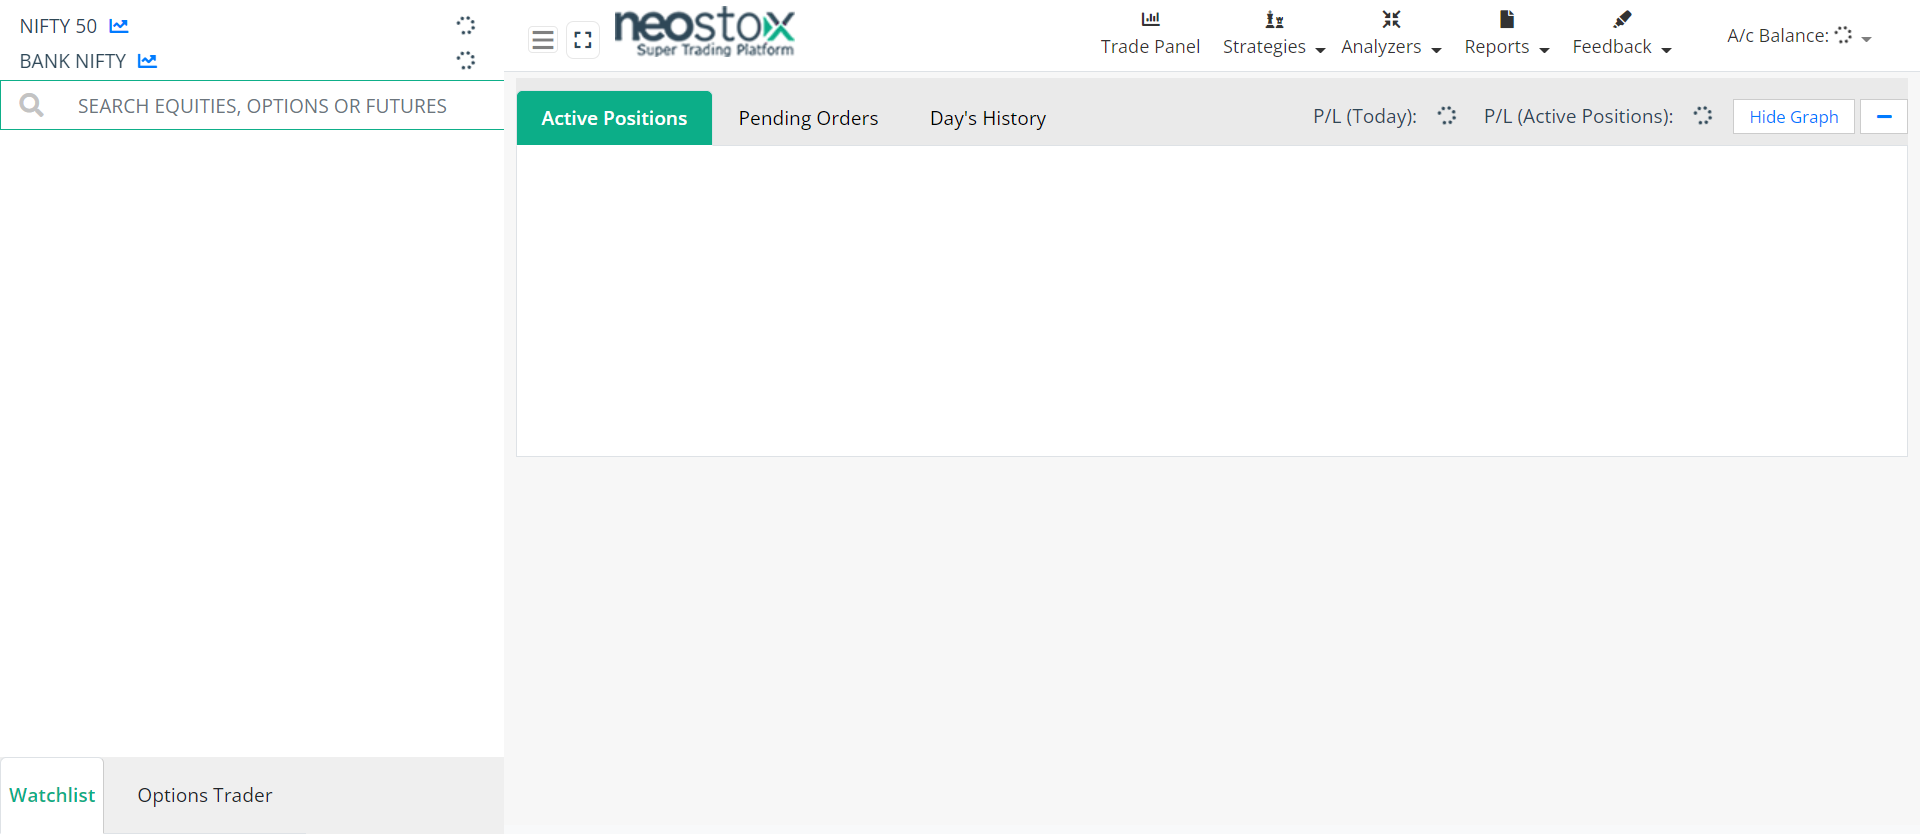 NIFTY 50
BANK NIFTY
SEARCH EQUITIES, OPTIONS OR FUTURES
Watchlist
Options Trader
neostox
Super Trading Platform
Trade Panel
Strategies
Analyzers
Reports
Feedback
A/c Balance:
Active Positions
Pending Orders
Day's History
P/L (Today):
P/L (Active Positions):
Hide Graph